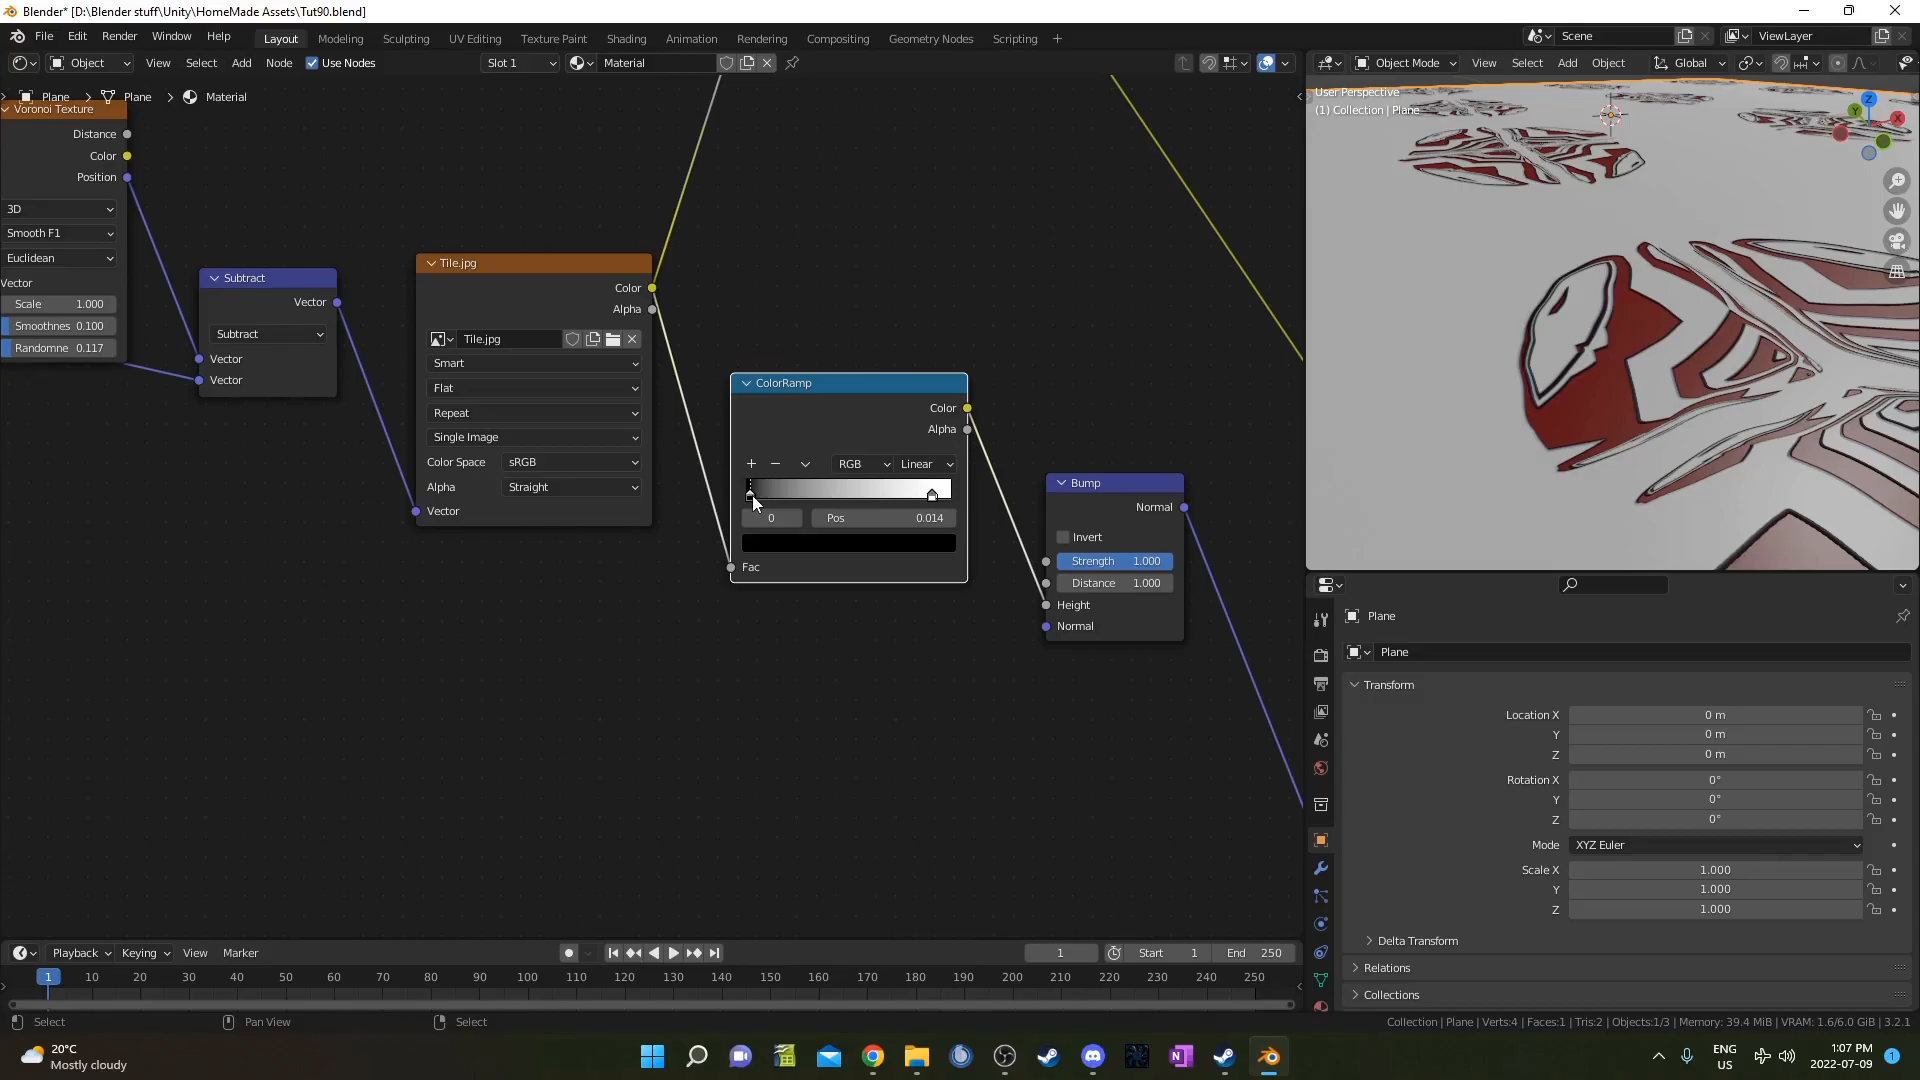 Blender* [D:\Blender stuff\Unity\HomeMade Assets\Tut90.blend]
File Edit Render Window Help Layout Modeling Sculpting UV Editing Texture Paint Shading Animation Rendering Compositing Geometry Nodes Scripting + Scene ViewLayer
Object View Select Add Node Use Nodes Slot 1 Material Object Mode View Select Add Object Global
Plane > Plane > Material
User Perspective
(1) Collection | Plane
Z
Y
X
Voronoi Texture
Distance
Color
Position
3D
Smooth F1
Euclidean
Vector
Scale 1.000
Smoothnes 0.100
Randomne 0.117
Subtract
Vector
Subtract
Vector
Vector
Tile.jpg
Color
Alpha
Tile.jpg
Smart
Flat
Repeat
Single Image
Color Space sRGB
Alpha Straight
Vector
ColorRamp
Color
Alpha
RGB Linear
0 Pos 0.014
Fac
Bump
Normal
Invert
Strength 1.000
Distance 1.000
Height
Normal
Plane
Plane
Transform
Location X 0 m
Y 0 m
Z 0 m
Rotation X 0°
Y 0°
Z 0°
Mode XYZ Euler
Scale X 1.000
Y 1.000
Z 1.000
Delta Transform
Relations
Collections
Playback Keying View Marker 1 Start 1 End 250
1 10 20 30 40 50 60 70 80 90 100 110 120 130 140 150 160 170 180 190 200 210 220 230 240 250
Select Pan View Select Collection | Plane | Verts:4 | Faces:1 | Tris:2 | Objects:1/3 | Memory: 39.4 MiB | VRAM: 1.6/6.0 GiB | 3.2.1
20°C
Mostly cloudy
ENG
US
1:07 PM
2022-07-09
1